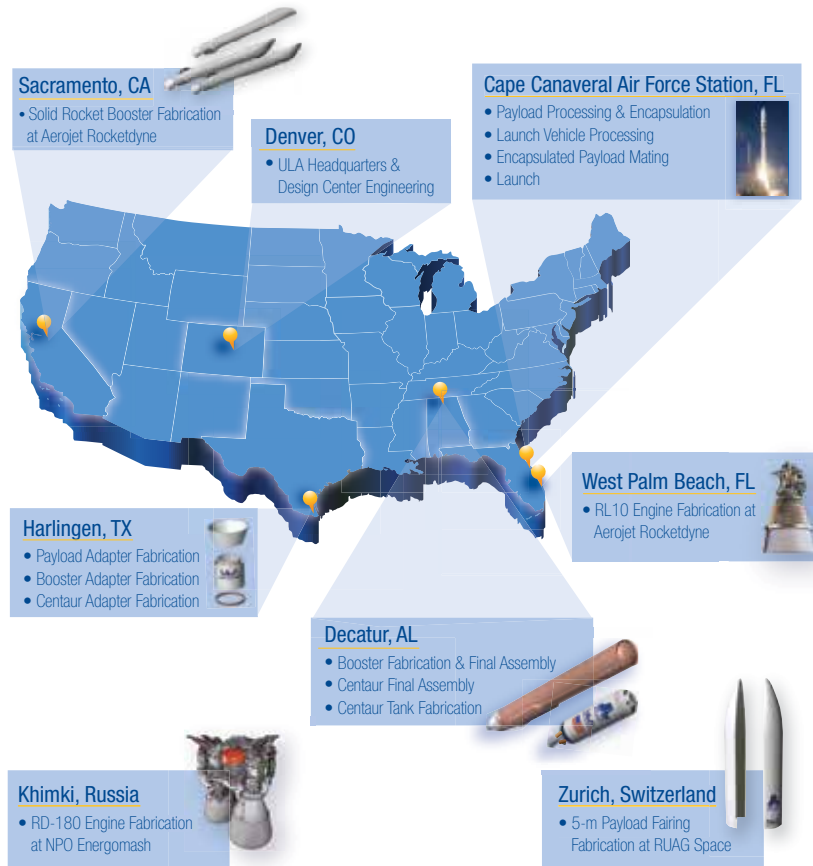 Sacramento, CA
• Solid Rocket Booster Fabrication
at Aerojet Rocketdyne
Denver, CO
• ULA Headquarters &
Design Center Engineering
Cape Canaveral Air Force Station, FL
• Payload Processing & Encapsulation
• Launch Vehicle Processing
• Encapsulated Payload Mating
• Launch
West Palm Beach, FL
• RL10 Engine Fabrication at
Aerojet Rocketdyne
Harlingen, TX
• Payload Adapter Fabrication
• Booster Adapter Fabrication
• Centaur Adapter Fabrication
Decatur, AL
• Booster Fabrication & Final Assembly
• Centaur Final Assembly
• Centaur Tank Fabrication
Khimki, Russia
• RD-180 Engine Fabrication
at NPO Energomash
Zurich, Switzerland
• 5-m Payload Fairing
Fabrication at RUAG Space